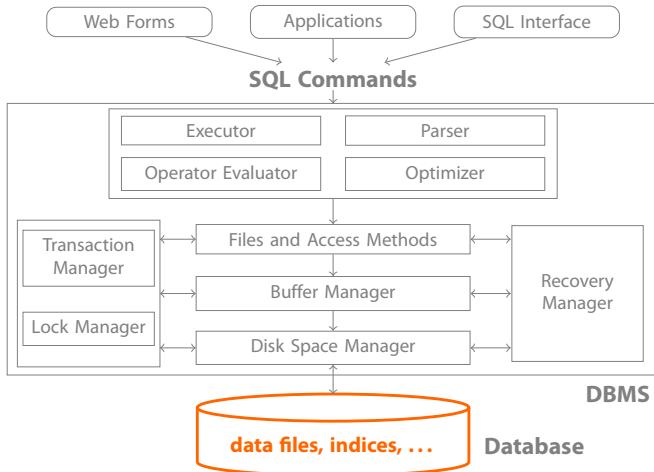 Web Forms
Applications
SQL Interface
SQL Commands
Executor
Parser
Operator Evaluator
Optimizer
Transaction
Manager
Lock Manager
Files and Access Methods
Buffer Manager
Disk Space Manager
Recovery
Manager
DBMS
data files, indices, . . .
Database